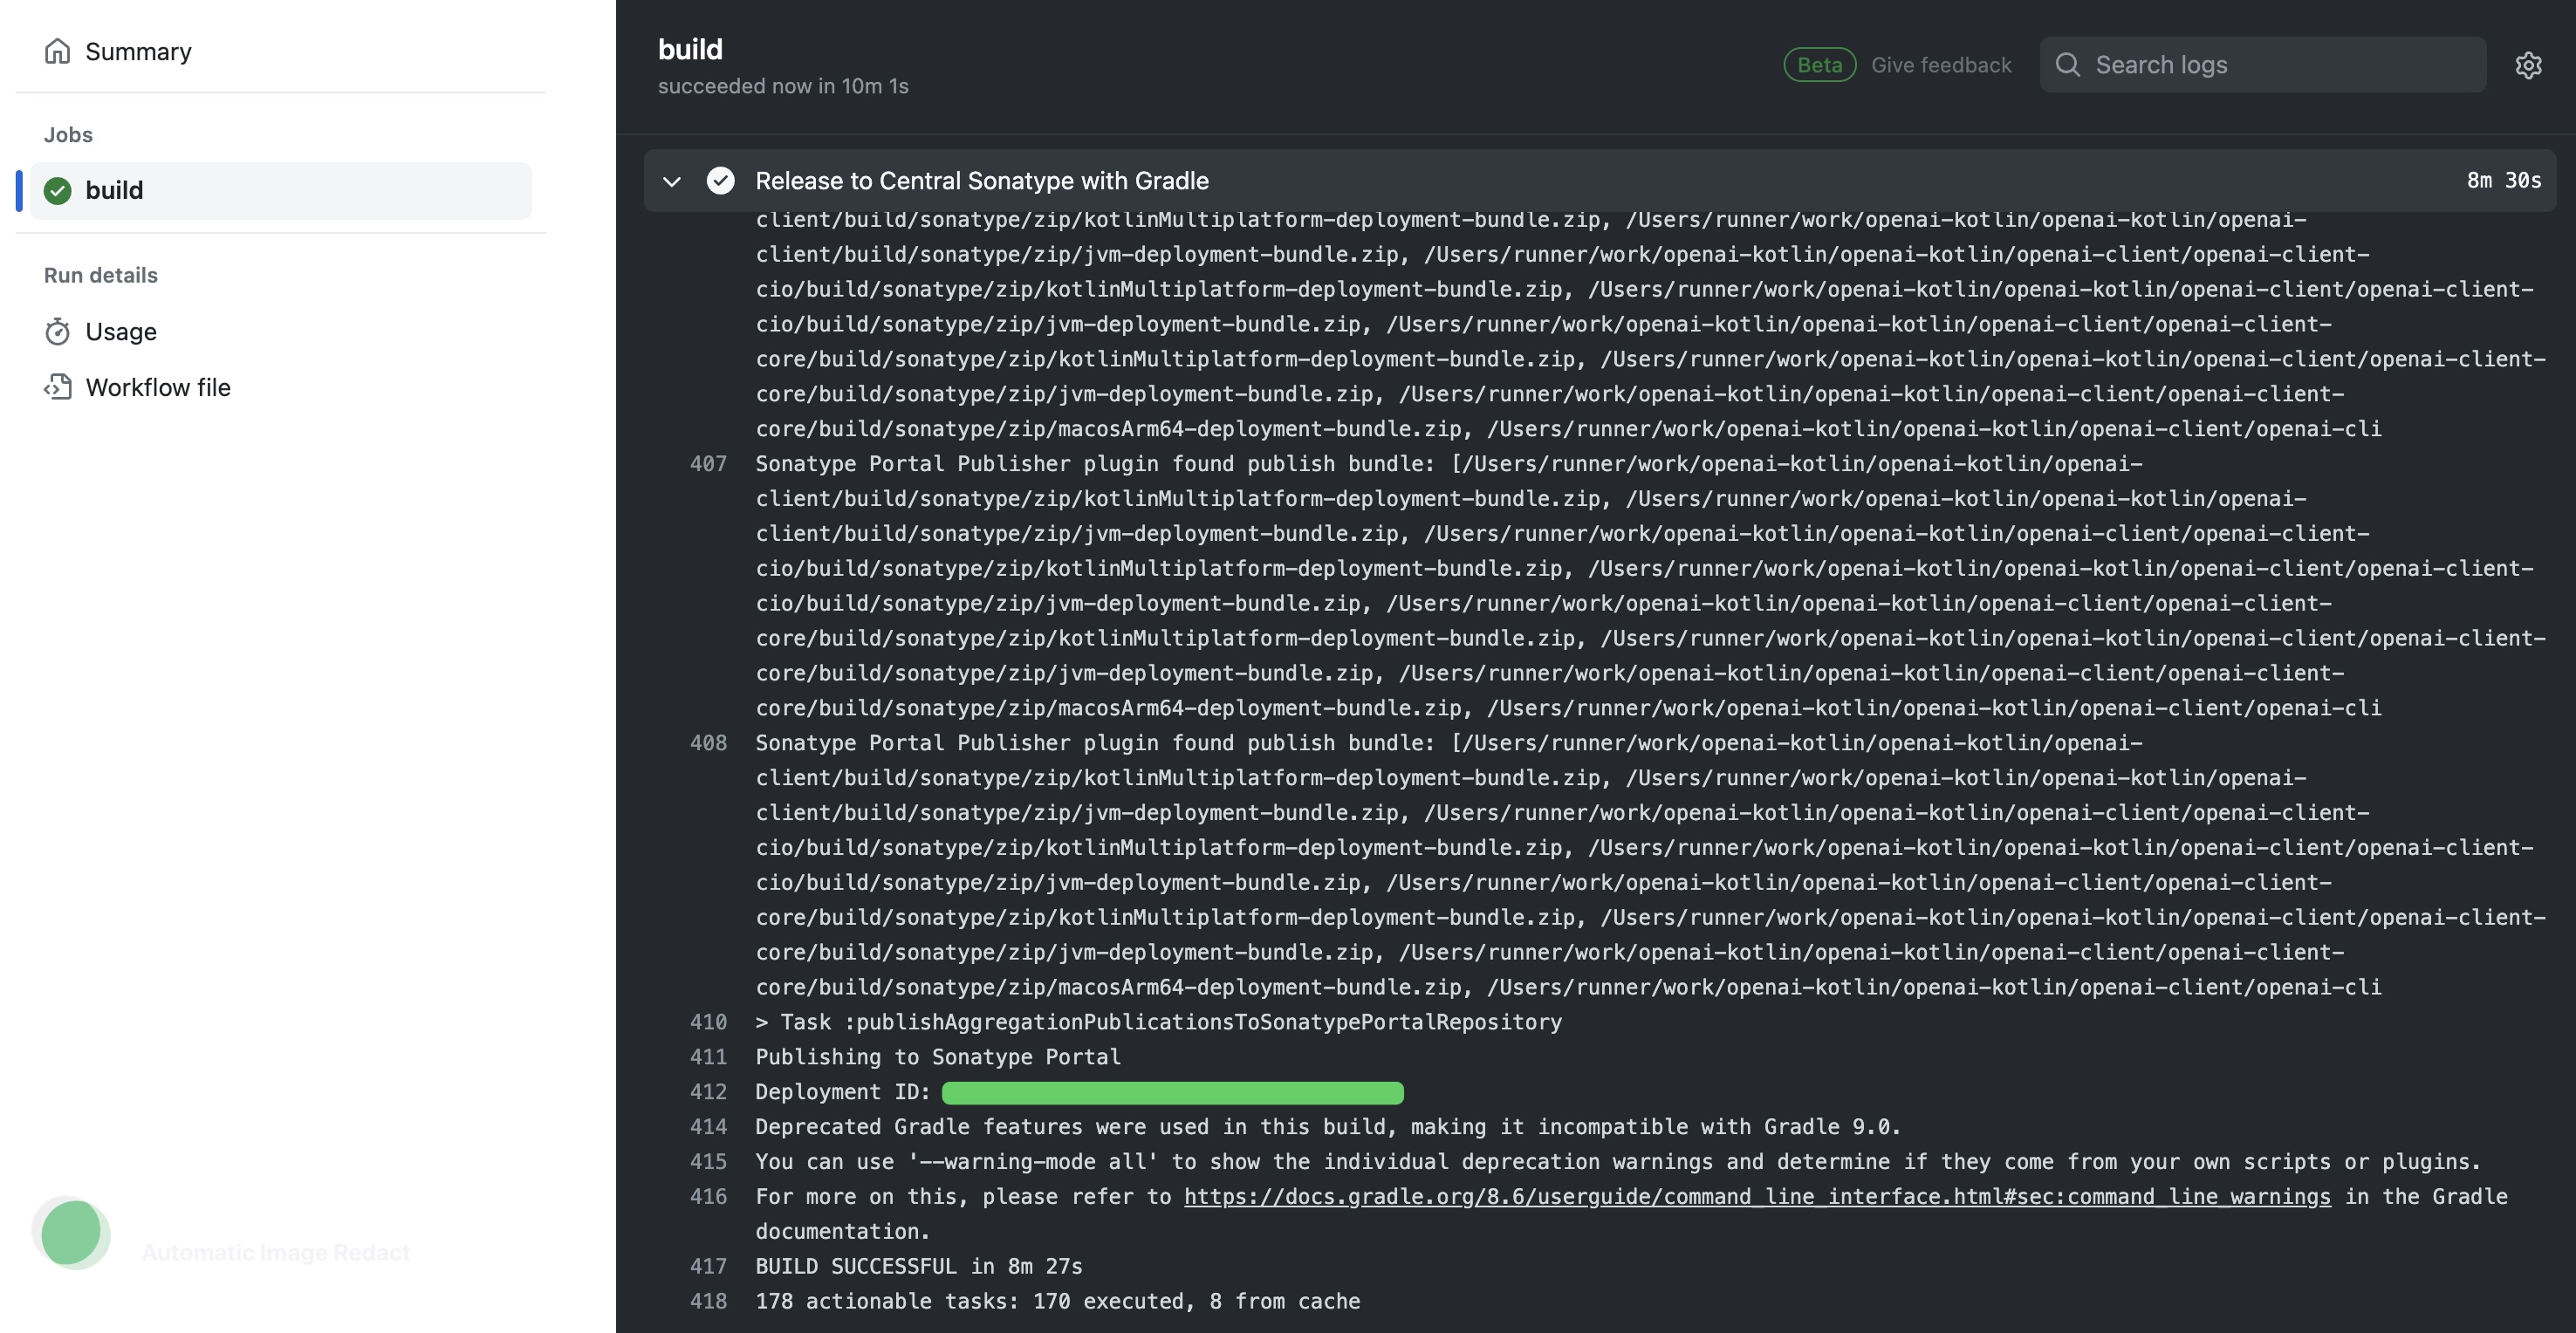 Summary
Jobs
build
Run details
Usage
Workflow file
Automatic Image Redact
build
succeeded now in 10m 1s
Beta
Give feedback
Search logs
Release to Central Sonatype with Gradle
8m 30s
client/build/sonatype/zip/kotlinMultiplatform-deployment-bundle.zip, /Users/runner/work/openai-kotlin/openai-kotlin/openai-
client/build/sonatype/zip/jvm-deployment-bundle.zip, /Users/runner/work/openai-kotlin/openai-kotlin/openai-client/openai-client-
cio/build/sonatype/zip/kotlinMultiplatform-deployment-bundle.zip, /Users/runner/work/openai-kotlin/openai-kotlin/openai-client/openai-client-
cio/build/sonatype/zip/jvm-deployment-bundle.zip, /Users/runner/work/openai-kotlin/openai-kotlin/openai-client/openai-client-
core/build/sonatype/zip/kotlinMultiplatform-deployment-bundle.zip, /Users/runner/work/openai-kotlin/openai-kotlin/openai-client/openai-client-
core/build/sonatype/zip/jvm-deployment-bundle.zip, /Users/runner/work/openai-kotlin/openai-kotlin/openai-client/openai-client-
core/build/sonatype/zip/macosArm64-deployment-bundle.zip, /Users/runner/work/openai-kotlin/openai-kotlin/openai-client/openai-cli
407 Sonatype Portal Publisher plugin found publish bundle: [/Users/runner/work/openai-kotlin/openai-kotlin/openai-
client/build/sonatype/zip/kotlinMultiplatform-deployment-bundle.zip, /Users/runner/work/openai-kotlin/openai-kotlin/openai-
client/build/sonatype/zip/jvm-deployment-bundle.zip, /Users/runner/work/openai-kotlin/openai-kotlin/openai-client/openai-client-
cio/build/sonatype/zip/kotlinMultiplatform-deployment-bundle.zip, /Users/runner/work/openai-kotlin/openai-kotlin/openai-client/openai-client-
cio/build/sonatype/zip/jvm-deployment-bundle.zip, /Users/runner/work/openai-kotlin/openai-kotlin/openai-client/openai-client-
core/build/sonatype/zip/kotlinMultiplatform-deployment-bundle.zip, /Users/runner/work/openai-kotlin/openai-kotlin/openai-client/openai-client-
core/build/sonatype/zip/jvm-deployment-bundle.zip, /Users/runner/work/openai-kotlin/openai-kotlin/openai-client/openai-client-
core/build/sonatype/zip/macosArm64-deployment-bundle.zip, /Users/runner/work/openai-kotlin/openai-kotlin/openai-client/openai-cli
408 Sonatype Portal Publisher plugin found publish bundle: [/Users/runner/work/openai-kotlin/openai-kotlin/openai-
client/build/sonatype/zip/kotlinMultiplatform-deployment-bundle.zip, /Users/runner/work/openai-kotlin/openai-kotlin/openai-
client/build/sonatype/zip/jvm-deployment-bundle.zip, /Users/runner/work/openai-kotlin/openai-kotlin/openai-client/openai-client-
cio/build/sonatype/zip/kotlinMultiplatform-deployment-bundle.zip, /Users/runner/work/openai-kotlin/openai-kotlin/openai-client/openai-client-
cio/build/sonatype/zip/jvm-deployment-bundle.zip, /Users/runner/work/openai-kotlin/openai-kotlin/openai-client/openai-client-
core/build/sonatype/zip/kotlinMultiplatform-deployment-bundle.zip, /Users/runner/work/openai-kotlin/openai-kotlin/openai-client/openai-client-
core/build/sonatype/zip/jvm-deployment-bundle.zip, /Users/runner/work/openai-kotlin/openai-kotlin/openai-client/openai-client-
core/build/sonatype/zip/macosArm64-deployment-bundle.zip, /Users/runner/work/openai-kotlin/openai-kotlin/openai-client/openai-cli
410 > Task :publishAggregationPublicationsToSonatypePortalRepository
411 Publishing to Sonatype Portal
412 Deployment ID:
414 Deprecated Gradle features were used in this build, making it incompatible with Gradle 9.0.
415 You can use '--warning-mode all' to show the individual deprecation warnings and determine if they come from your own scripts or plugins.
416 For more on this, please refer to https://docs.gradle.org/8.6/userguide/command_line_interface.html#sec:command_line_warnings in the Gradle
documentation.
417 BUILD SUCCESSFUL in 8m 27s
418 178 actionable tasks: 170 executed, 8 from cache